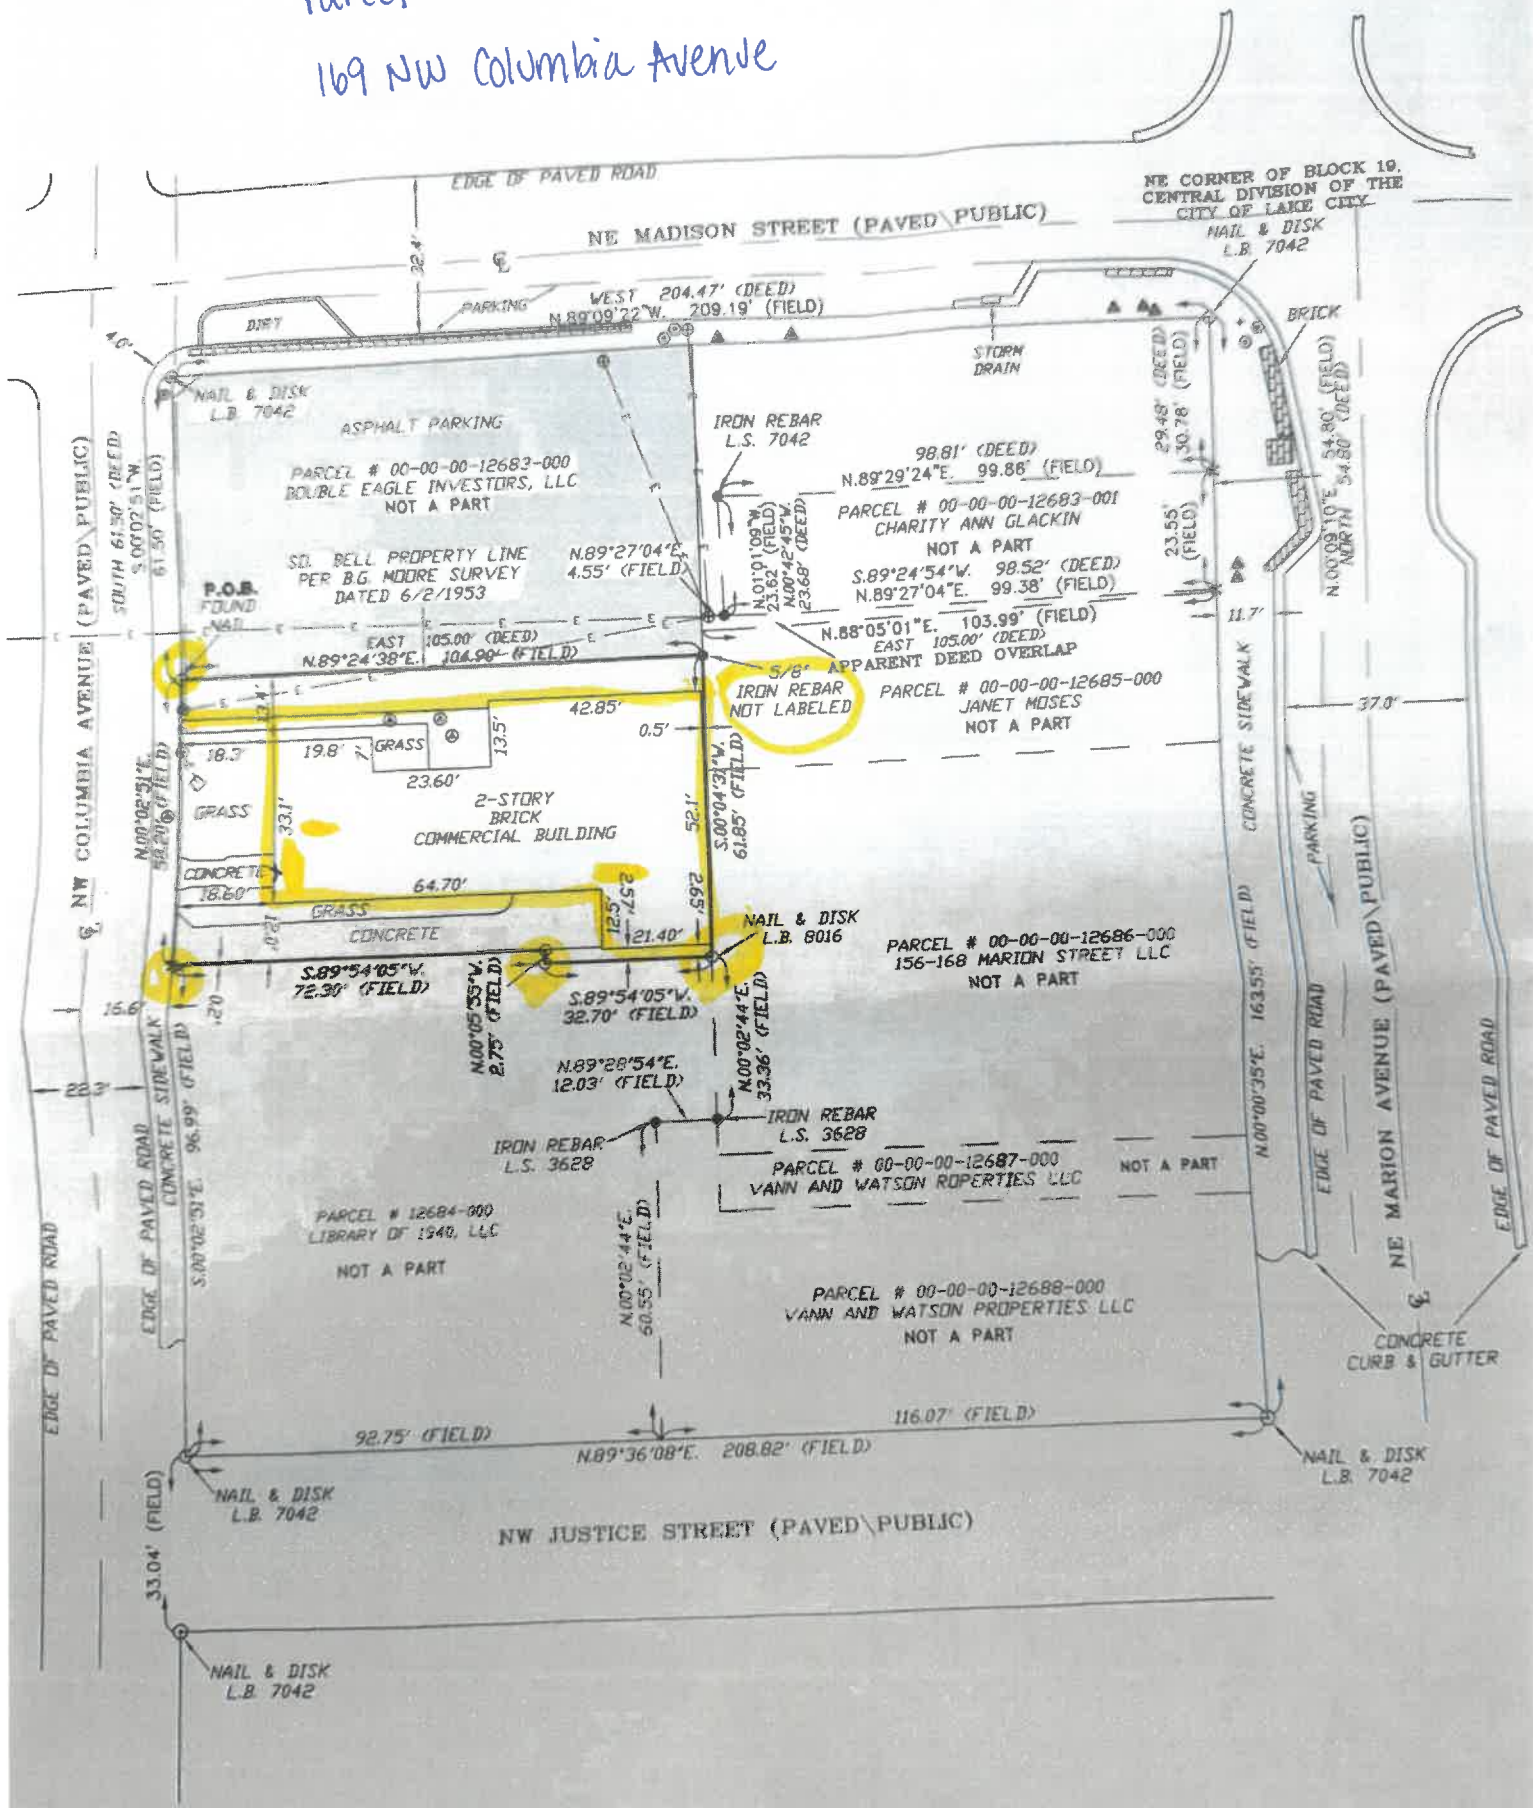 169 NW Columbia Avenue
EDGE OF PAVED ROAD
NE CORNER OF BLOCK 19,
CENTRAL DIVISION OF THE
CITY OF LAKE CITY
NAIL & DISK
L.B. 7042
NE MADISON STREET (PAVED\PUBLIC)
32.4'
℄
PARKING
WEST 204.47' (DEED)
N.89°09'22"W. 209.19' (FIELD)
DIRT
4.0'
BRICK
STORM
DRAIN
NAIL & DISK
L.B. 7042
ASPHALT PARKING
PARCEL # 00-00-00-12683-000
DOUBLE EAGLE INVESTORS, LLC
NOT A PART
IRON REBAR
L.S. 7042
98.81' (DEED)
N.89°29'24"E. 99.86' (FIELD)
PARCEL # 00-00-00-12683-001
CHARITY ANN GLACKIN
NOT A PART
29.48' (DEED)
30.78' (FIELD)
23.55'
(FIELD)
N.00°09'10"E 54.80' (FIELD)
NORTH 54.80' (DEED)
SOUTH 61.50' (DEED)
S.00°02'51"W.
61.50' (FIELD)
SO. BELL PROPERTY LINE
PER B.G. MOORE SURVEY
DATED 6/2/1953
N.89°27'04"E.
4.55' (FIELD)
N.01°01'09"W.
23.62' (FIELD)
N.00°42'45"W.
23.68' (DEED)
S.89°24'54"W. 98.52' (DEED)
N.89°27'04"E. 99.38' (FIELD)
N.88°05'01"E. 103.99' (FIELD)
EAST 105.00' (DEED)
APPARENT DEED OVERLAP
11.7'
P.O.B.
FOUND
NAIL
EAST 105.00' (DEED)
N.89°24'38"E. 104.90' (FIELD)
5/8"
IRON REBAR
NOT LABELED
PARCEL # 00-00-00-12685-000
JANET MOSES
NOT A PART
37.0'
℄ NW COLUMBIA AVENUE (PAVED\PUBLIC)
13.4'
42.85'
0.5'
18.3'
19.8'
7'
GRASS
13.5'
23.60'
GRASS
33.1'
2-STORY
BRICK
COMMERCIAL BUILDING
52.1'
S.00°04'31"W.
61.85' (FIELD)
N.00°02'51"E.
58.20' (FIELD)
CONCRETE
18.60'
64.70'
GRASS
CONCRETE
12.0'
12.5'
2.57'
2.65'
21.40'
NAIL & DISK
L.B. 8016
PARCEL # 00-00-00-12686-000
156-168 MARION STREET LLC
NOT A PART
CONCRETE SIDEWALK
PARKING
S.89°54'05"W.
72.30' (FIELD)
0.2'
16.6'
N.00°05'55"W.
2.75' (FIELD)
S.89°54'05"W.
32.70' (FIELD)
N.00°02'44"E.
33.36' (FIELD)
22.3'
N.89°28'54"E.
12.03' (FIELD)
IRON REBAR
L.S. 3628
IRON REBAR
L.S. 3628
PARCEL # 00-00-00-12687-000
VANN AND WATSON ROPERTIES LLC
NOT A PART
EDGE OF PAVED ROAD
EDGE OF PAVED ROAD
CONCRETE SIDEWALK
S.00°02'51"E. 96.99' (FIELD)
PARCEL # 12684-000
LIBRARY OF 1940, LLC
NOT A PART
N.00°02'44"E.
60.55' (FIELD)
PARCEL # 00-00-00-12688-000
VANN AND WATSON PROPERTIES LLC
NOT A PART
N.00°00'35"E. 163.55' (FIELD)
EDGE OF PAVED ROAD
℄ NE MARION AVENUE (PAVED\PUBLIC)
EDGE OF PAVED ROAD
CONCRETE
CURB & GUTTER
92.75' (FIELD)
116.07' (FIELD)
N.89°36'08"E. 208.82' (FIELD)
NAIL & DISK
L.B. 7042
NAIL & DISK
L.B. 7042
33.04' (FIELD)
NW JUSTICE STREET (PAVED\PUBLIC)
NAIL & DISK
L.B. 7042